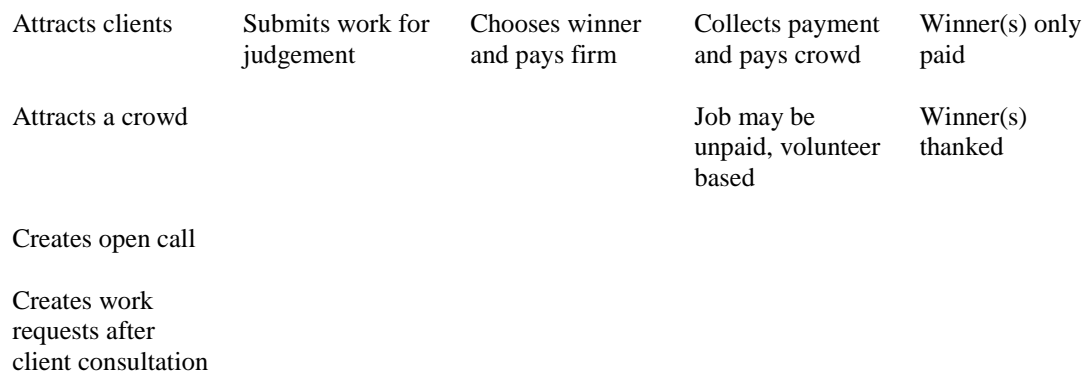 Attracts clients
Submits work for
judgement
Chooses winner
and pays firm
Collects payment
and pays crowd
Winner(s) only
paid
Attracts a crowd
Job may be
unpaid, volunteer
based
Winner(s)
thanked
Creates open call
Creates work
requests after
client consultation